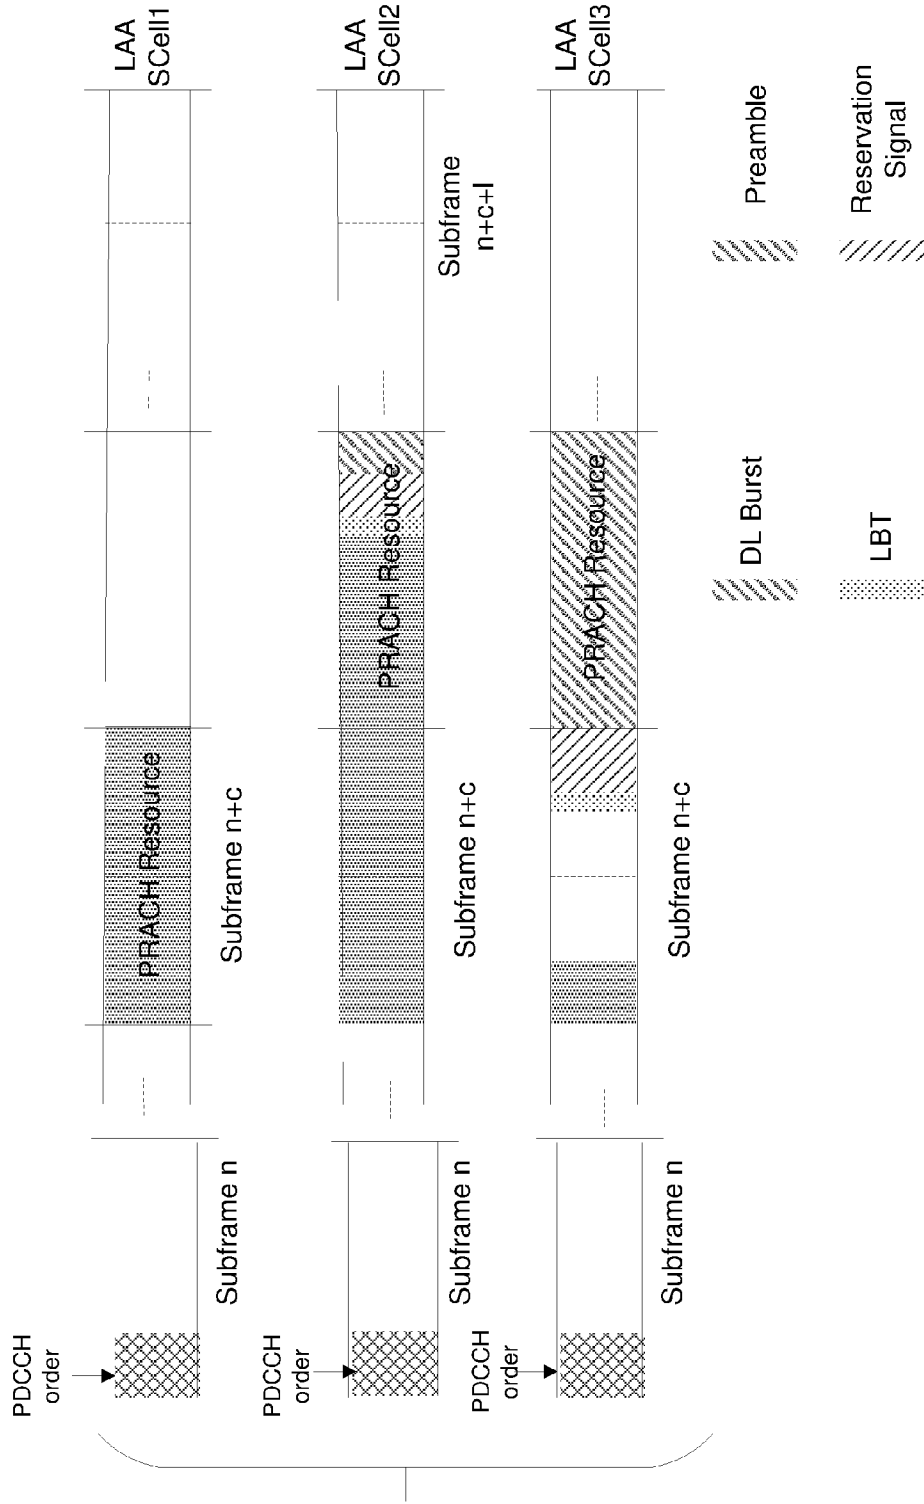 PDCCH
order
Subframe n
PRACH Resource
Subframe n+c
LAA
SCell1
PDCCH
order
Subframe n
Subframe n+c
PRACH Resource
Subframe
n+c+l
LAA
SCell2
PDCCH
order
Subframe n
Subframe n+c
PRACH Resource
LAA
SCell3
DL Burst
Preamble
LBT
Reservation
Signal